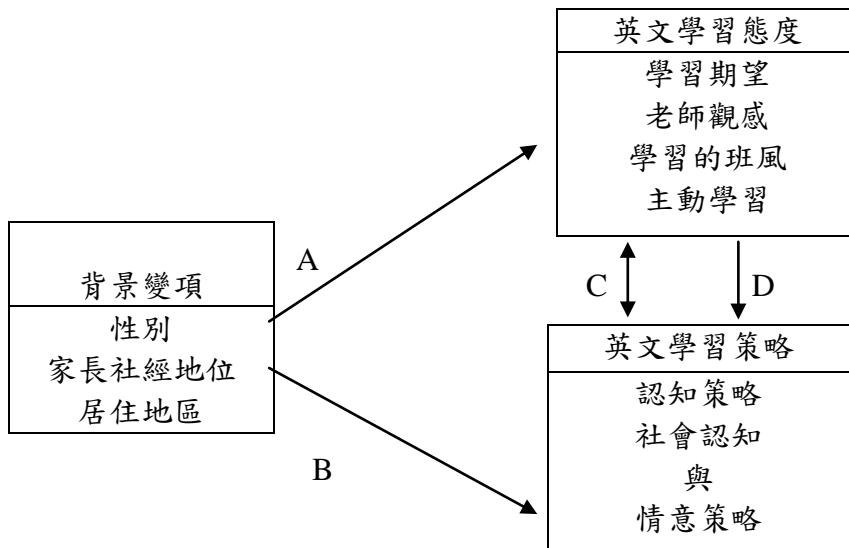 英文學習態度
學習期望
老師觀感
學習的班風
主動學習
A
背景變項
性別
家長社經地位
居住地區
C
D
英文學習策略
認知策略
社會認知
與
情意策略
B